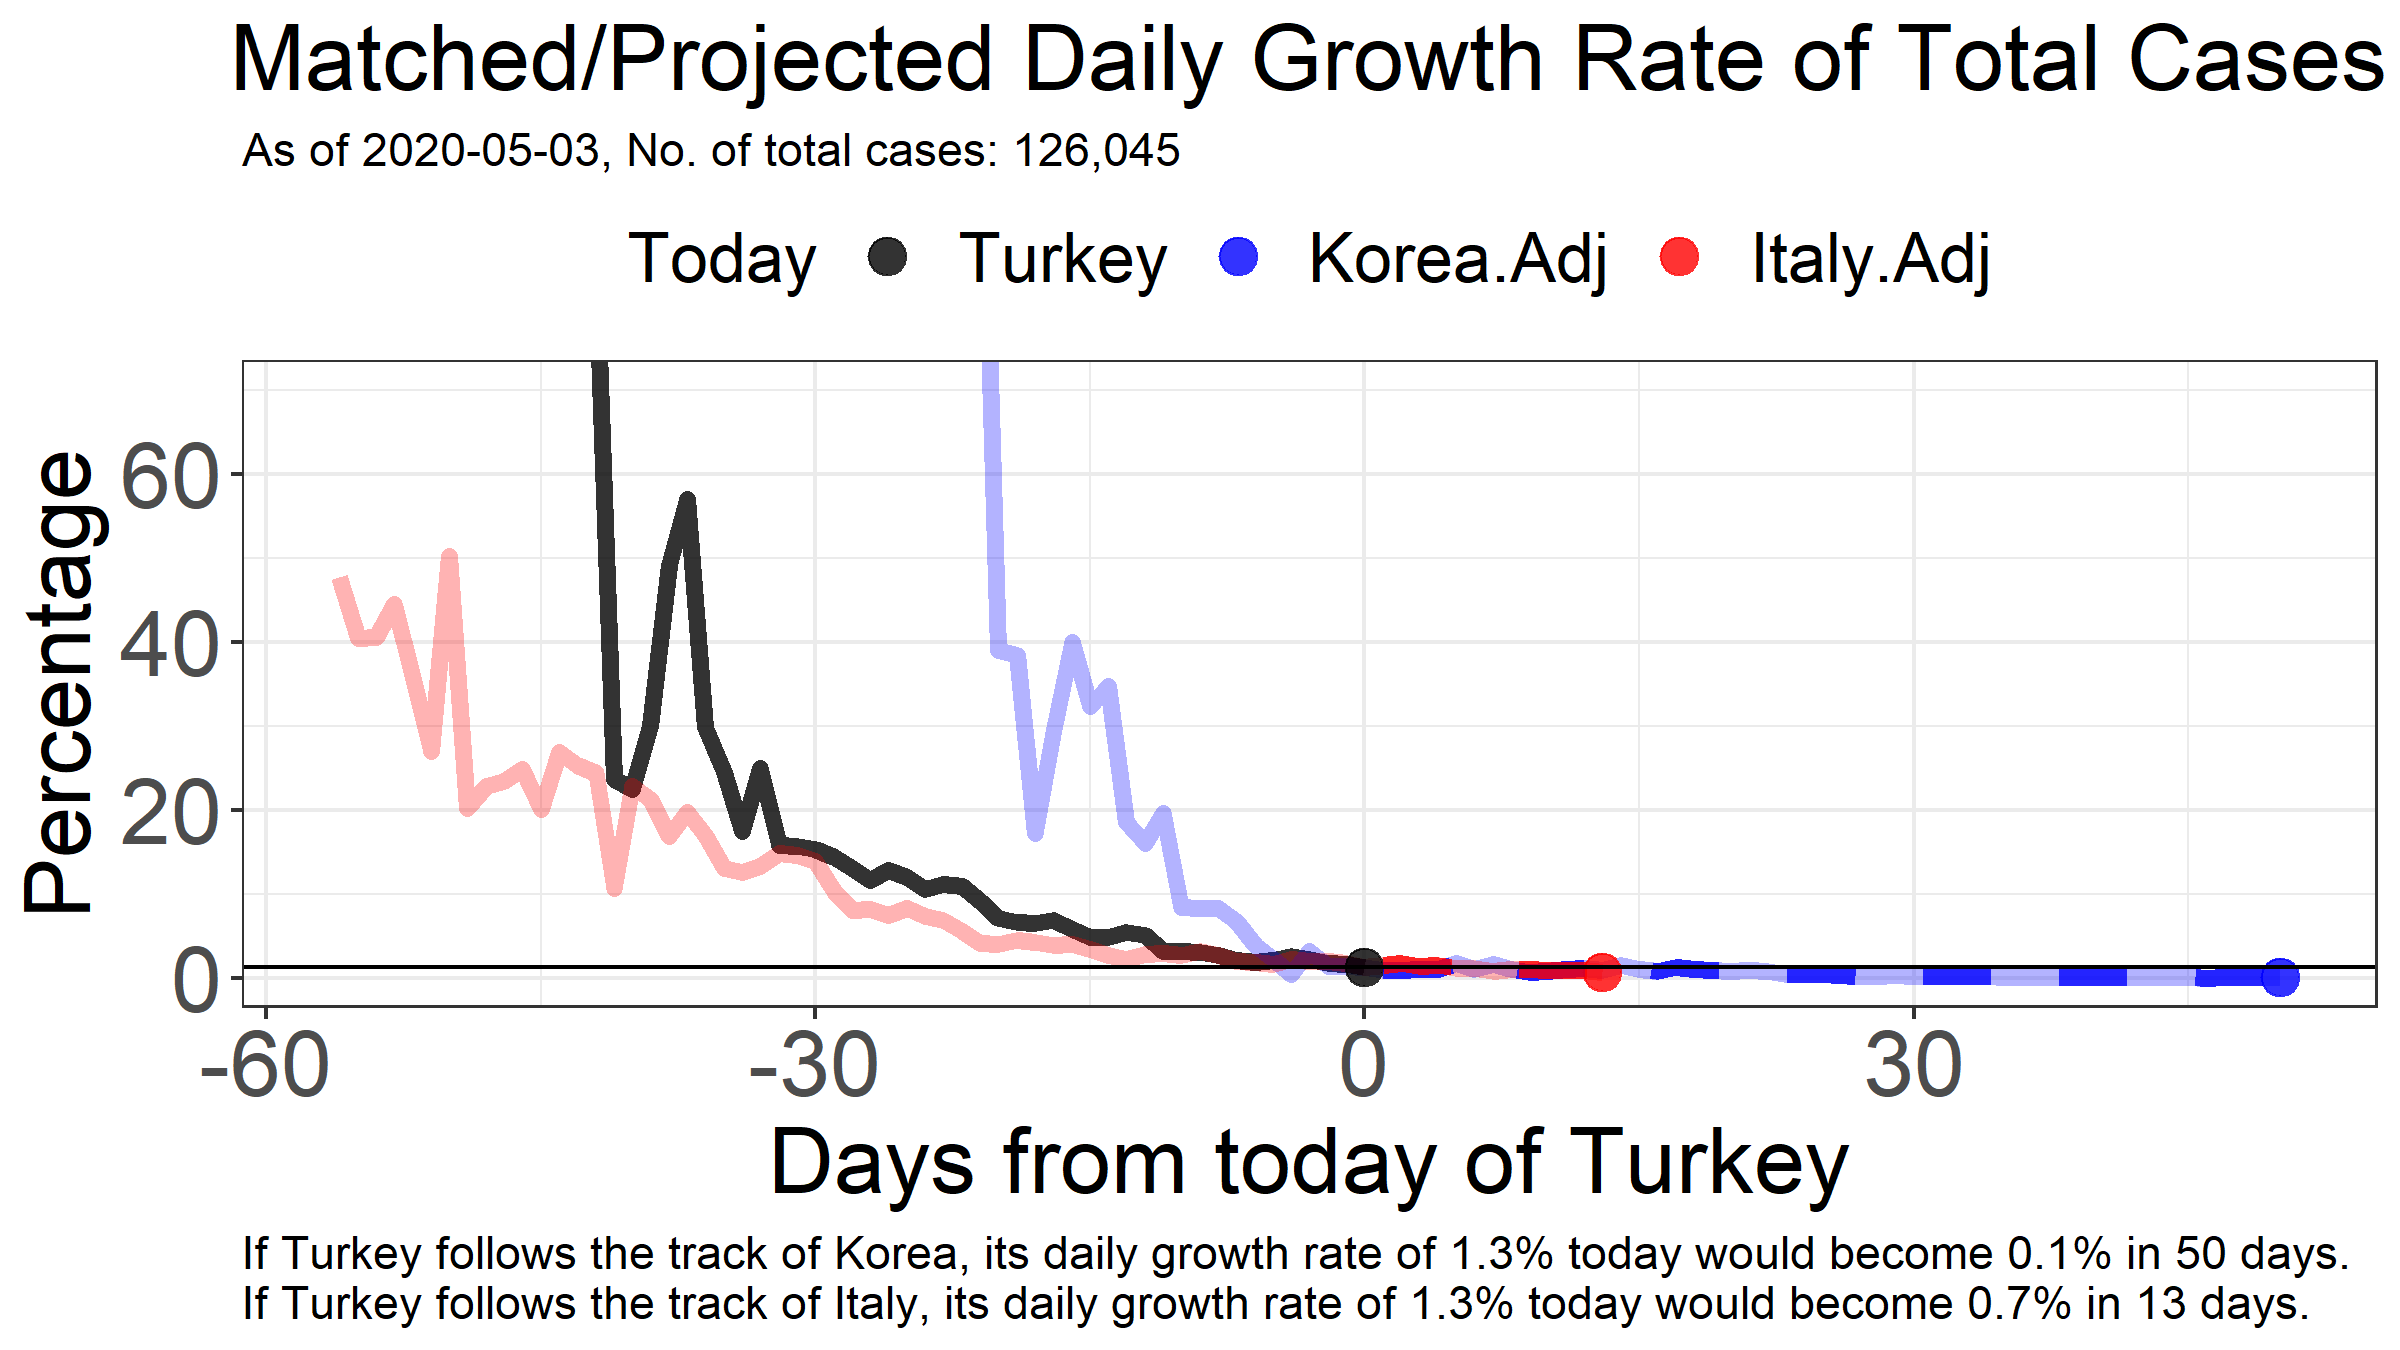 Matched/Projected Daily Growth Rate of Total Cases
As of 2020-05-03, No. of total cases: 126,045
Today Turkey Korea.Adj Italy.Adj
Percentage
60
40
20
0
-60 -30 0 30
Days from today of Turkey
If Turkey follows the track of Korea, its daily growth rate of 1.3% today would become 0.1% in 50 days.
If Turkey follows the track of Italy, its daily growth rate of 1.3% today would become 0.7% in 13 days.